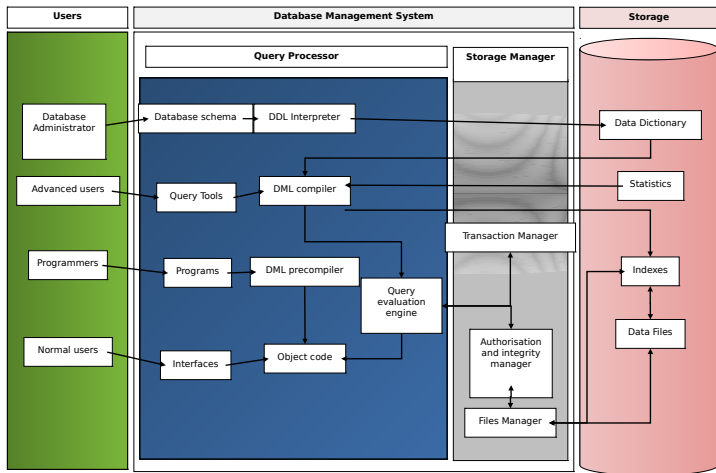 Users
Database Management System
Storage
Query Processor
Storage Manager
Database
Administrator
Database schema
DDL Interpreter
Data Dictionary
Advanced users
Query Tools
DML compiler
Statistics
Transaction Manager
Programmers
Programs
DML precompiler
Query
evaluation
engine
Indexes
Normal users
Interfaces
Object code
Authorisation
and integrity
manager
Data Files
Files Manager